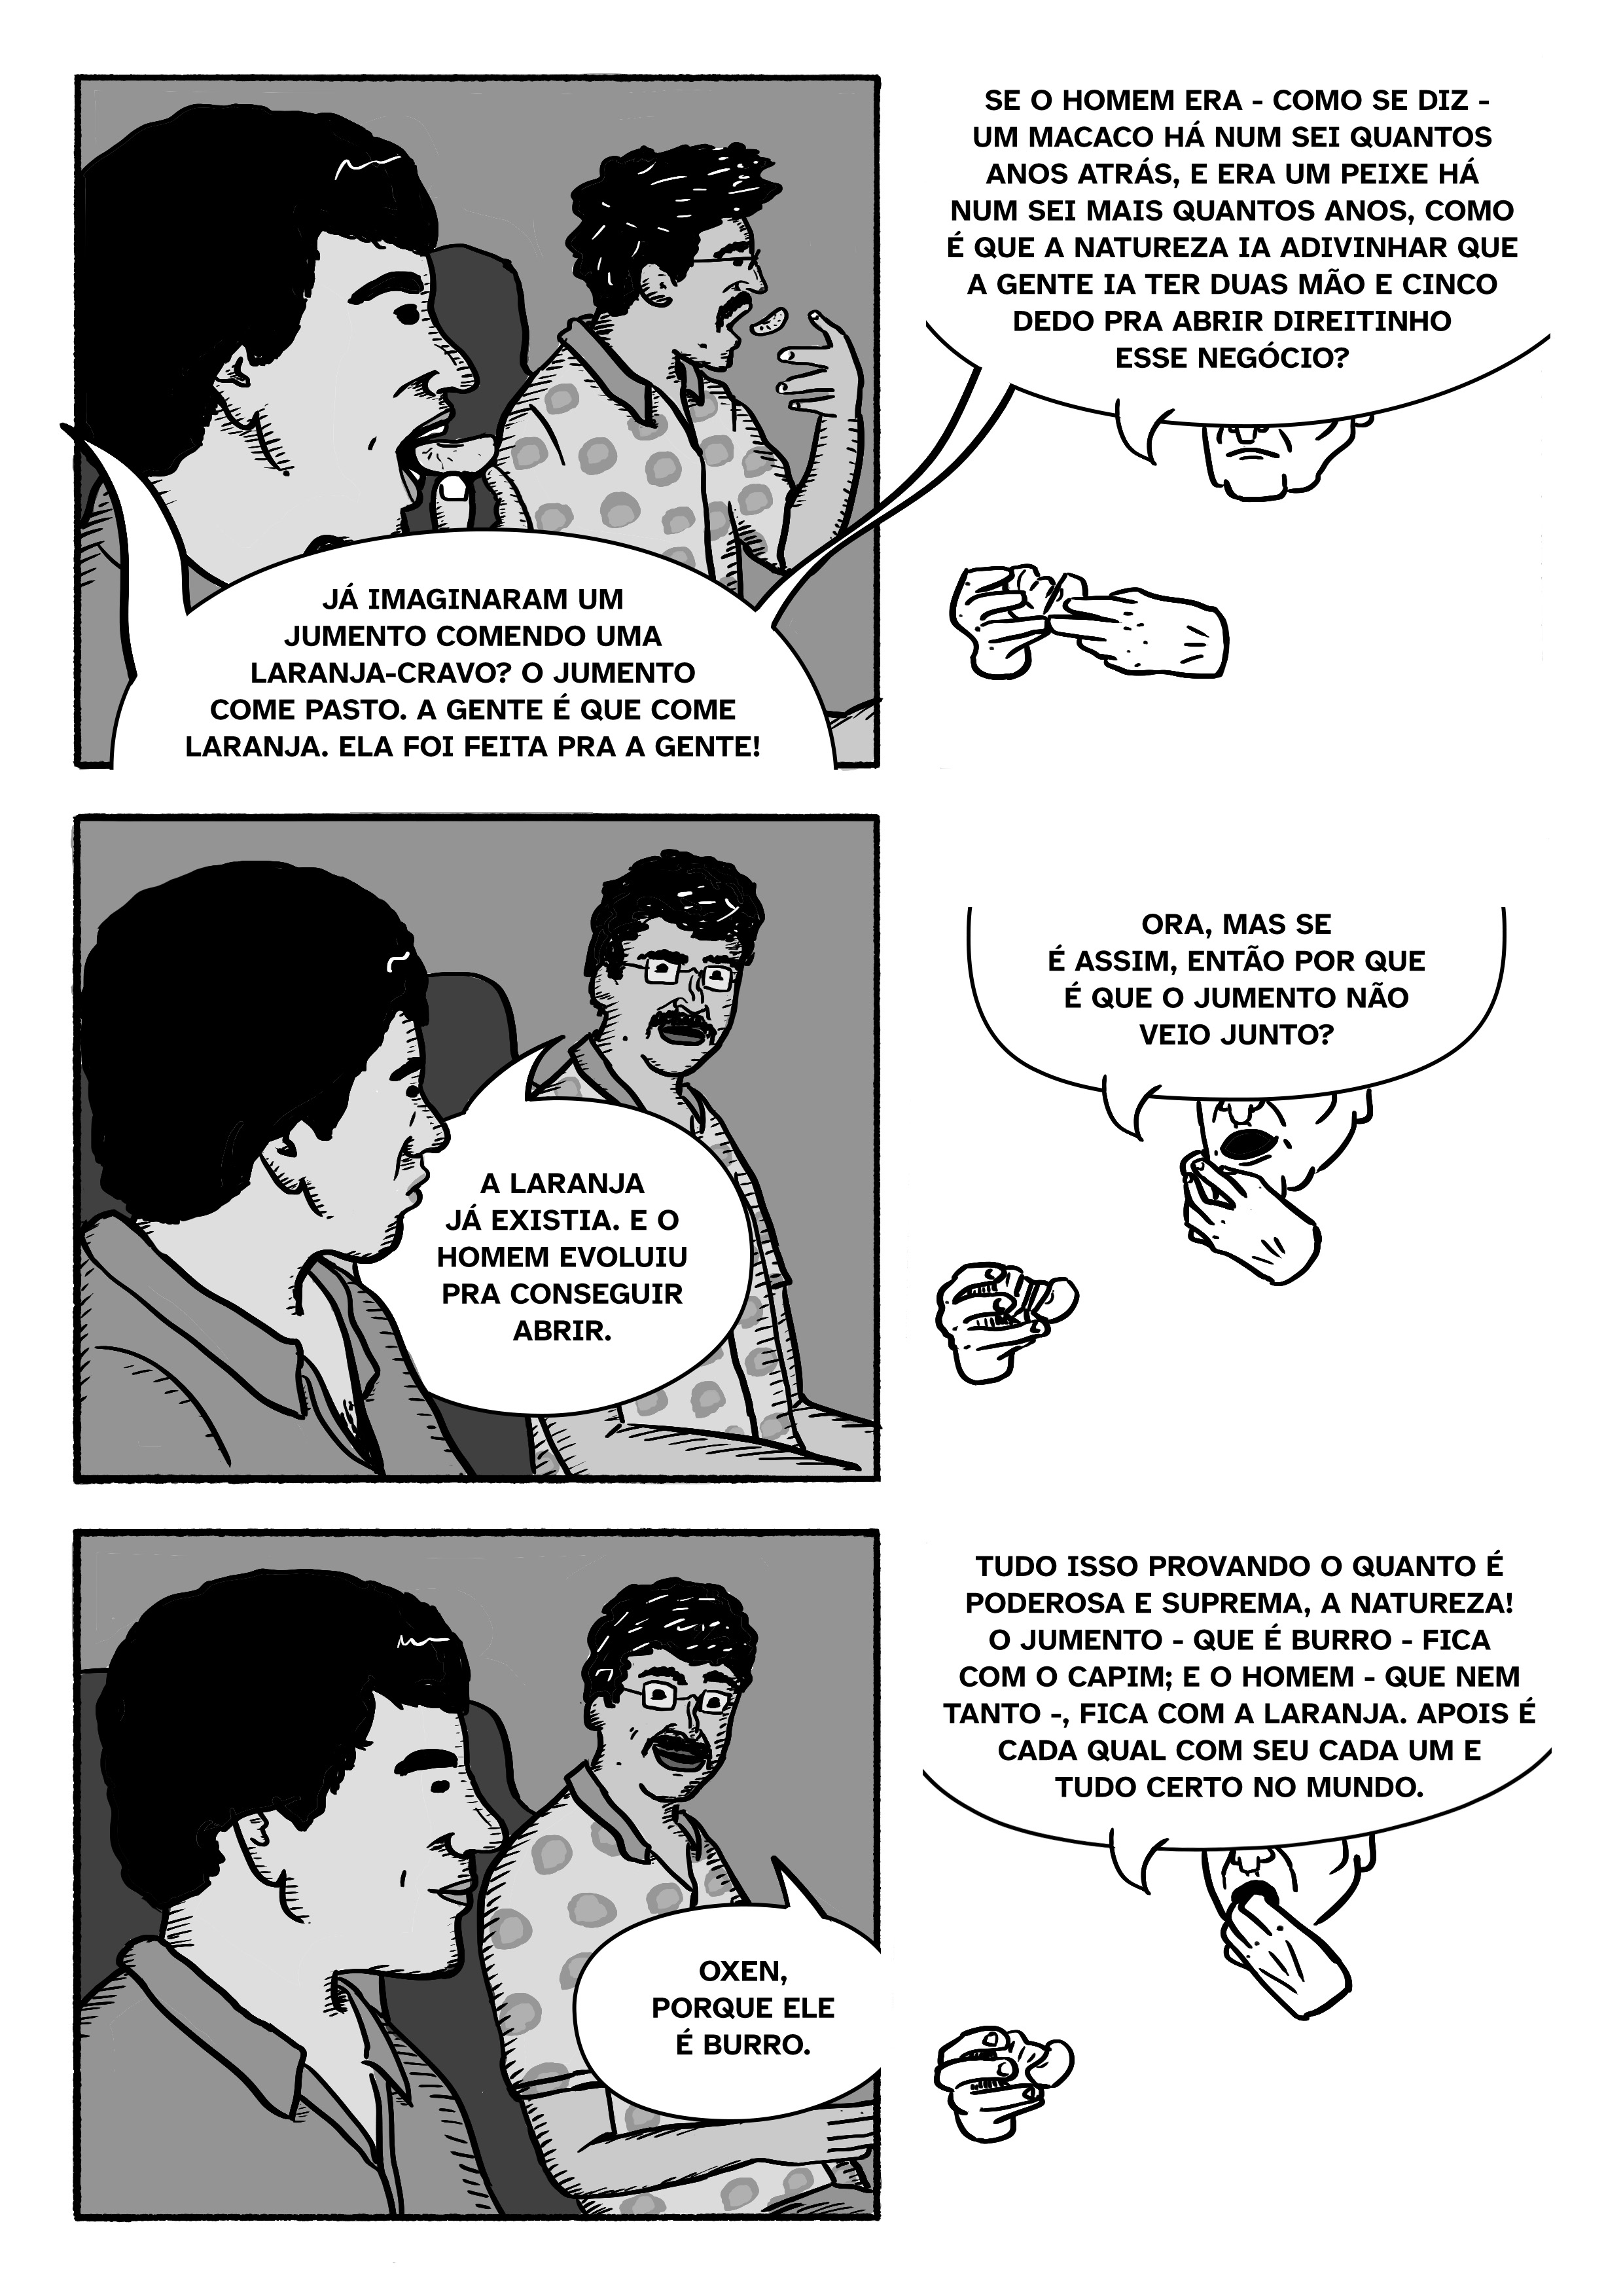 JÁ IMAGINARAM UM
JUMENTO COMENDO UMA
LARANJA-CRAVO? O JUMENTO
COME PASTO. A GENTE É QUE COME
LARANJA. ELA FOI FEITA PRA A GENTE!
SE O HOMEM ERA - COMO SE DIZ -
UM MACACO HÁ NUM SEI QUANTOS
ANOS ATRÁS, E ERA UM PEIXE HÁ
NUM SEI MAIS QUANTOS ANOS, COMO
É QUE A NATUREZA IA ADIVINHAR QUE
A GENTE IA TER DUAS MÃO E CINCO
DEDO PRA ABRIR DIREITINHO
ESSE NEGÓCIO?
A LARANJA
JÁ EXISTIA. E O
HOMEM EVOLUIU
PRA CONSEGUIR
ABRIR.
ORA, MAS SE
É ASSIM, ENTÃO POR QUE
É QUE O JUMENTO NÃO
VEIO JUNTO?
OXEN,
PORQUE ELE
É BURRO.
TUDO ISSO PROVANDO O QUANTO É
PODEROSA E SUPREMA, A NATUREZA!
O JUMENTO - QUE É BURRO - FICA
COM O CAPIM; E O HOMEM - QUE NEM
TANTO -, FICA COM A LARANJA. APOIS É
CADA QUAL COM SEU CADA UM E
TUDO CERTO NO MUNDO.